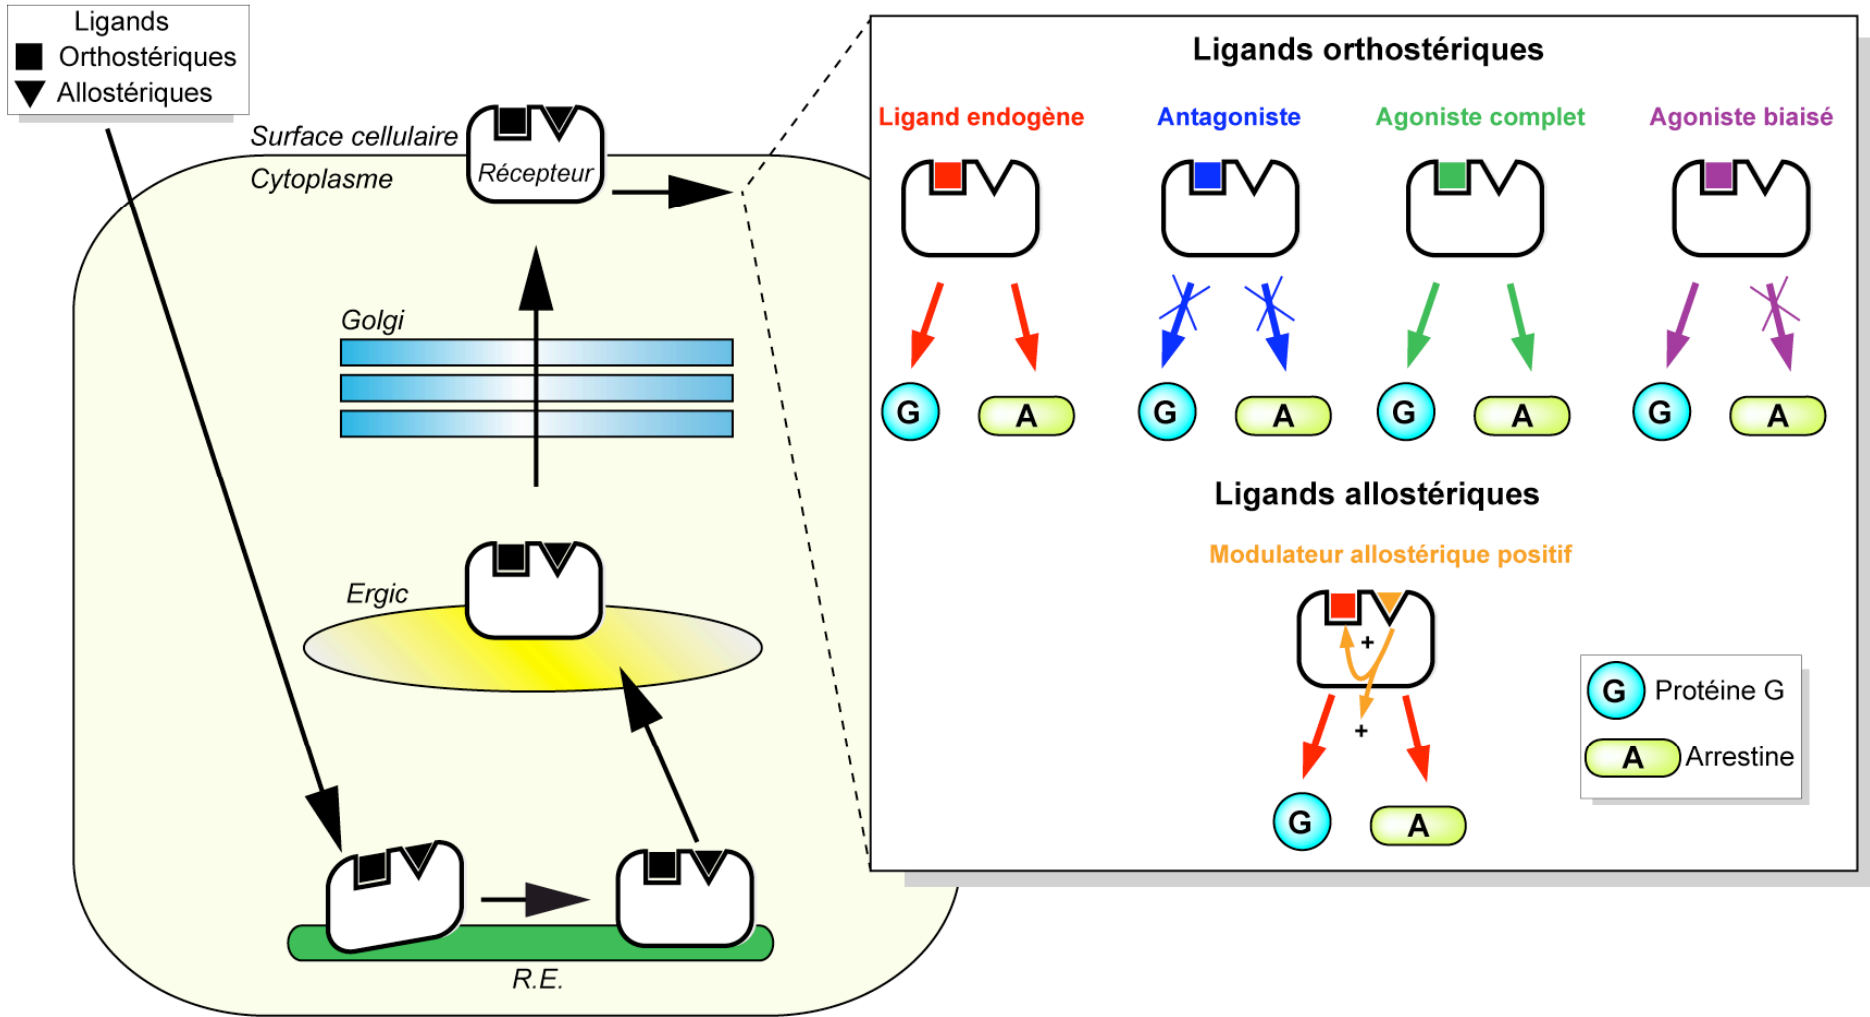 Ligands
Orthostériques
Allostériques
Surface cellulaire
Cytoplasme
Récepteur
Golgi
Ergic
R.E.
Ligands orthostériques
Ligand endogène Antagoniste Agoniste complet Agoniste biaisé
G A G A G A G A
Ligands allostériques
Modulateur allostérique positif
+
+
G A
G Protéine G
A Arrestine